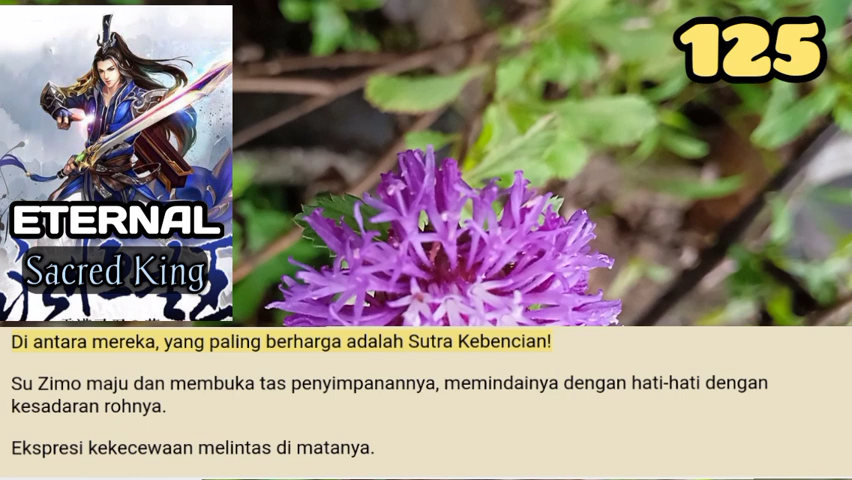 125
ETERNAL
Sacred King
Di antara mereka, yang paling berharga adalah Sutra Kebencian!
Su Zimo maju dan membuka tas penyimpanannya, memindainya dengan hati-hati dengan
kesadaran rohnya.
Ekspresi kekecewaan melintas di matanya.